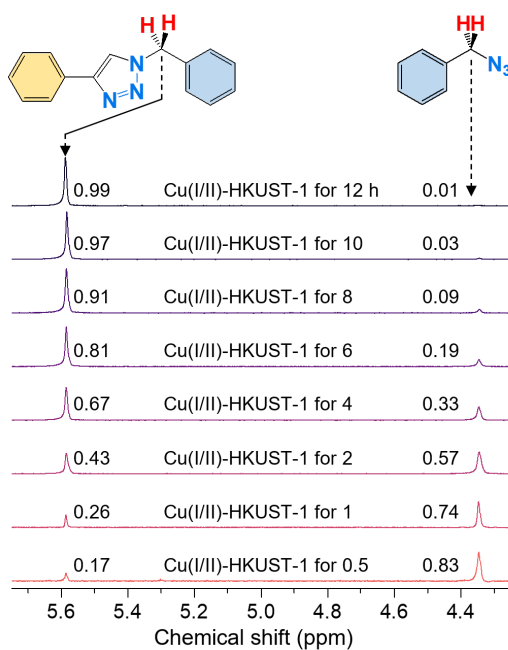 H H HH
N N₃
N=N
0.99 Cu(I/II)-HKUST-1 for 12 h 0.01
0.97 Cu(I/II)-HKUST-1 for 10 0.03
0.91 Cu(I/II)-HKUST-1 for 8 0.09
0.81 Cu(I/II)-HKUST-1 for 6 0.19
0.67 Cu(I/II)-HKUST-1 for 4 0.33
0.43 Cu(I/II)-HKUST-1 for 2 0.57
0.26 Cu(I/II)-HKUST-1 for 1 0.74
0.17 Cu(I/II)-HKUST-1 for 0.5 0.83
5.6 5.4 5.2 5.0 4.8 4.6 4.4
Chemical shift (ppm)